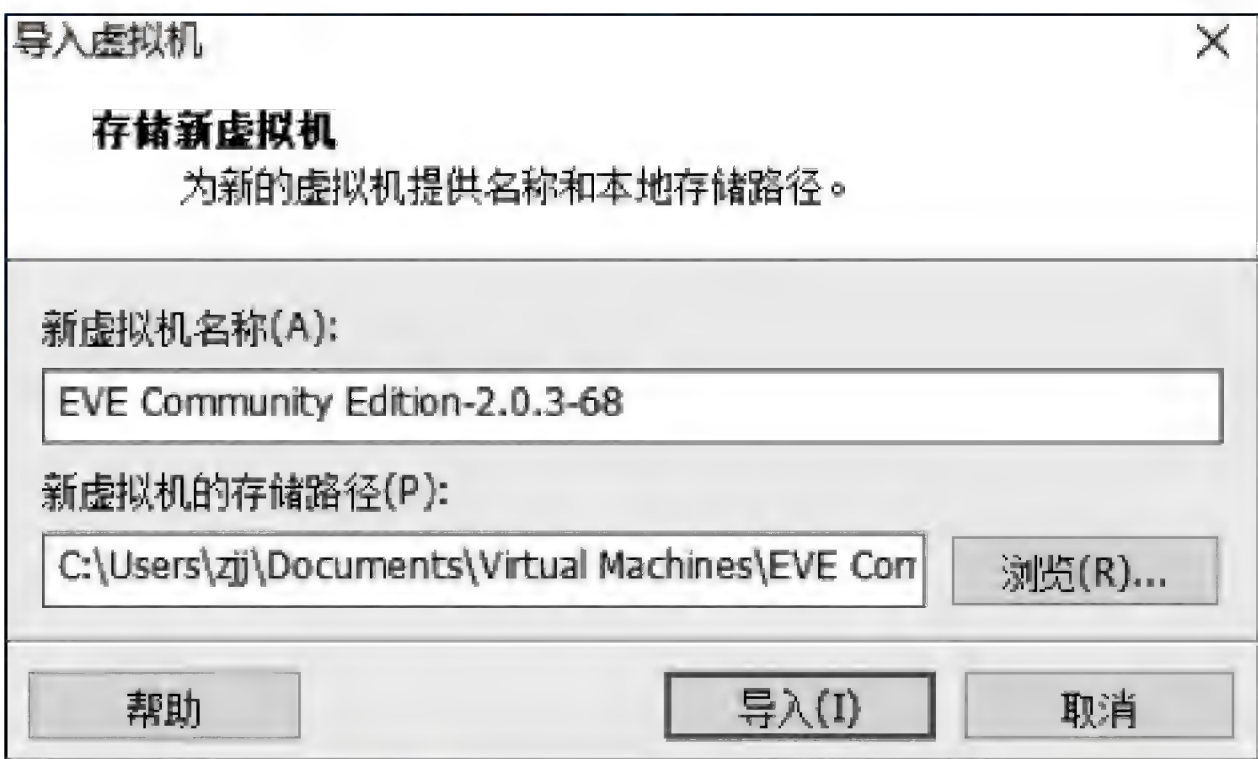 导入虚拟机
存储新虚拟机
为新的虚拟机提供名称和本地存储路径。
新虚拟机名称(A):
EVE Community Edition-2.0.3-68
新虚拟机的存储路径(P):
C:\Users\zjj\Documents\Virtual Machines\EVE Com
浏览(R)...
帮助
导入(I)
取消